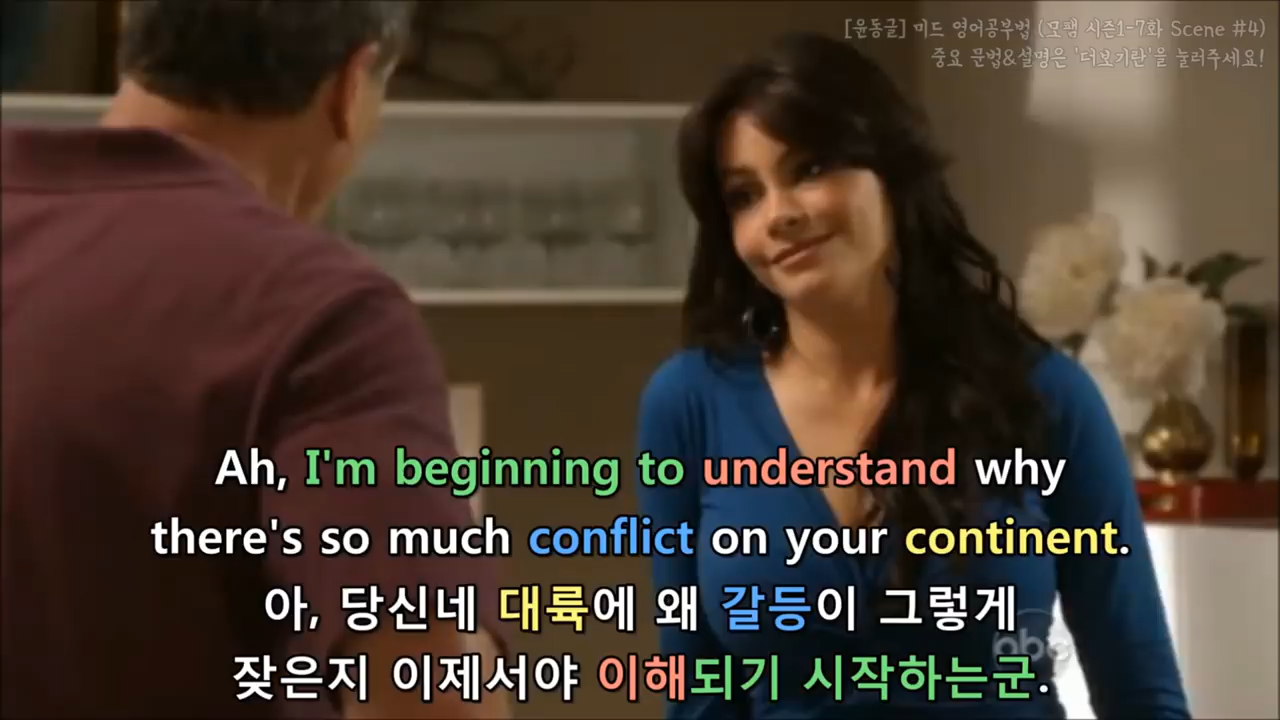 [윤동글] 미드 영어공부법 (모팸 시즌1-7화 Scene #4)
중요 문법&설명은 '더보기란'을 눌러주세요!
Ah, I'm beginning to understand why
there's so much conflict on your continent.
아, 당신네 대륙에 왜 갈등이 그렇게
잦은지 이제서야 이해되기 시작하는군.
abc